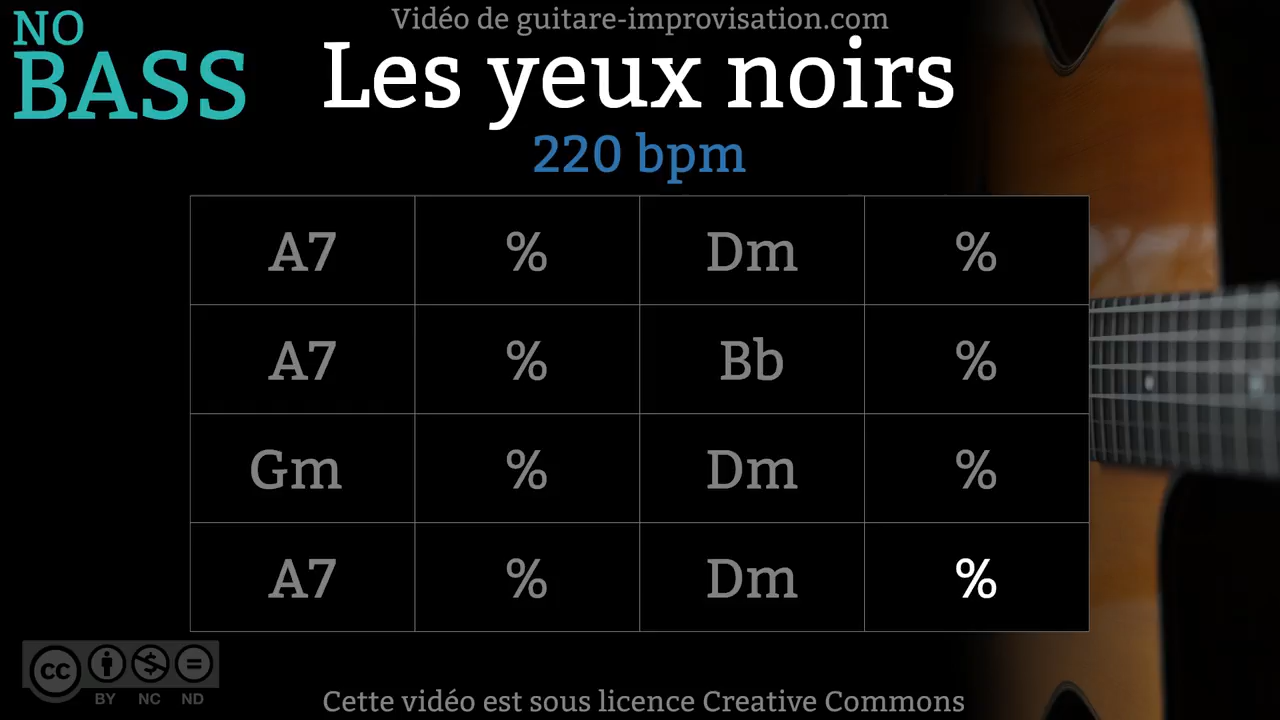 Vidéo de guitare-improvisation.com
NO
BASS
Les yeux noirs
220 bpm
A7 % Dm %
A7 % Bb %
Gm % Dm %
A7 % Dm %
cc
BY NC ND
Cette vidéo est sous licence Creative Commons